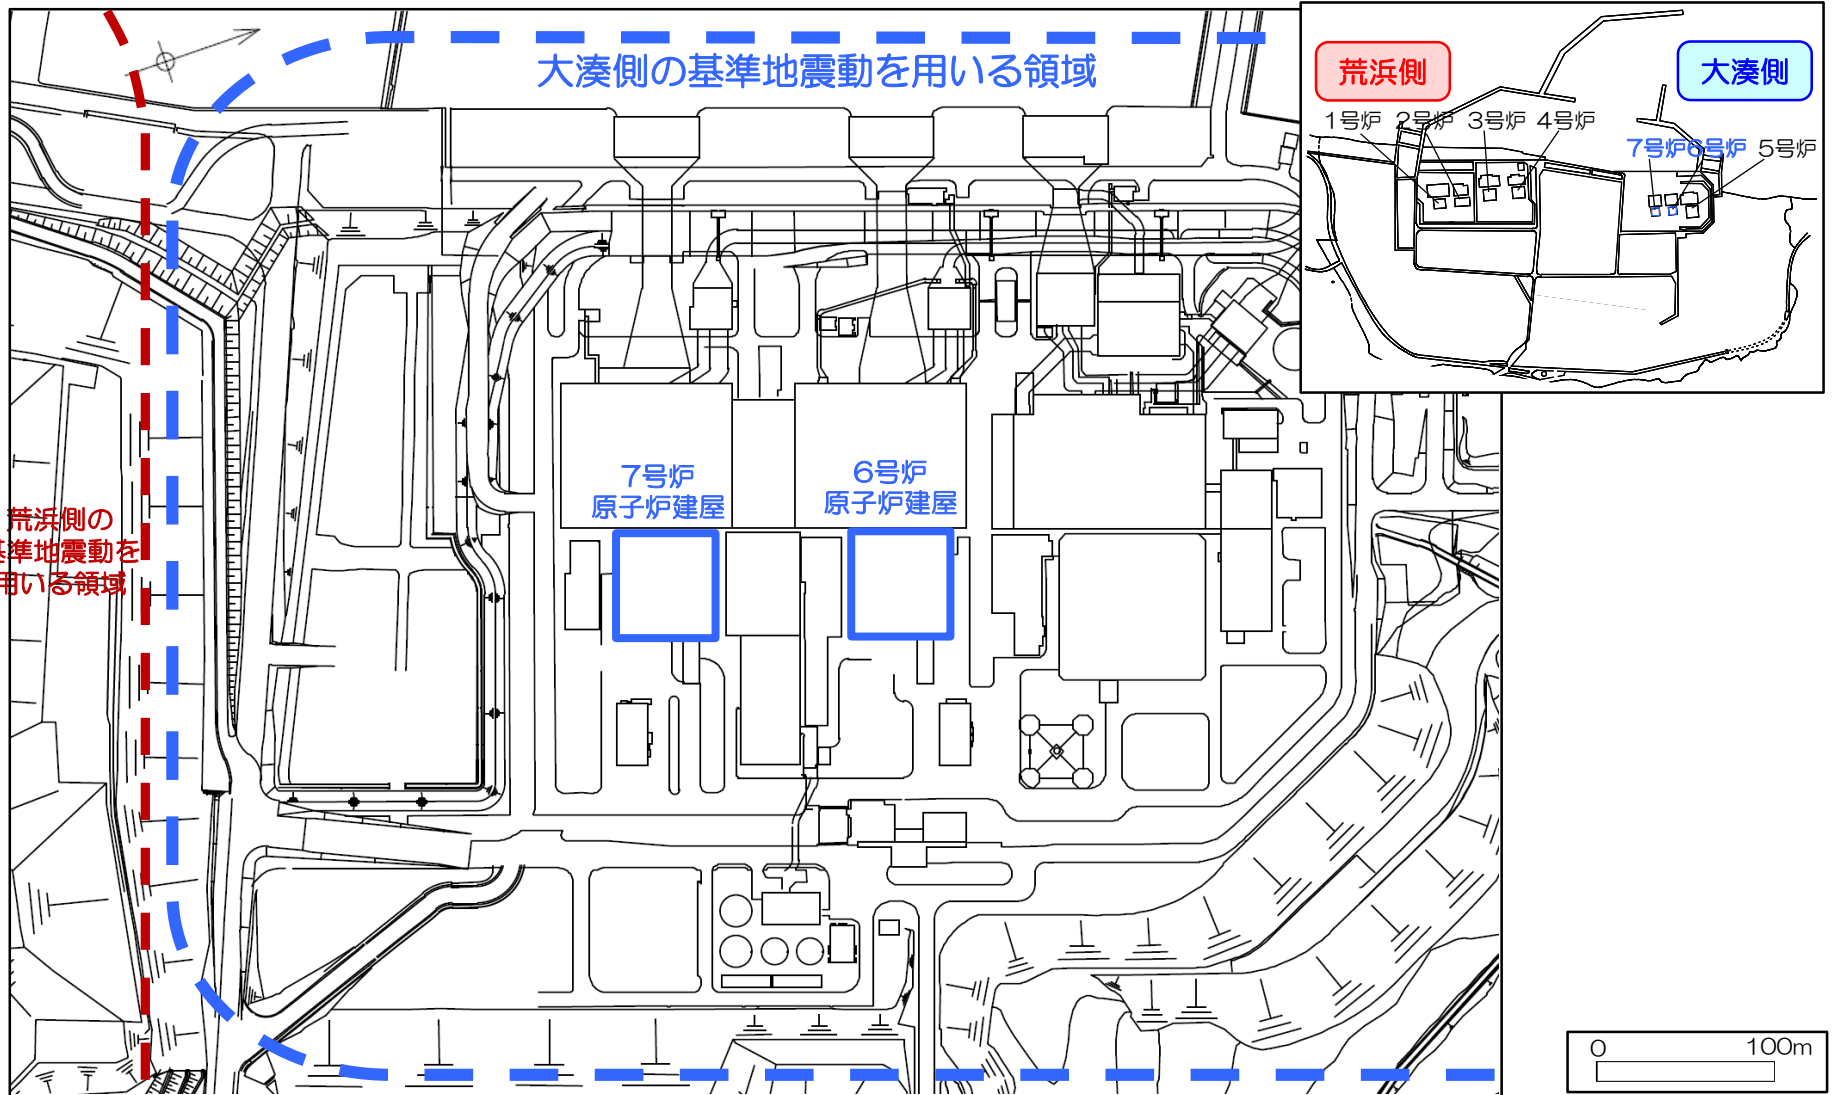 大湊側の基準地震動を用いる領域
荒浜側
大湊側
1号炉 2号炉 3号炉 4号炉
7号炉6号炉 5号炉
7号炉
原子炉建屋
6号炉
原子炉建屋
荒浜側の
基準地震動を
用いる領域
0 100m